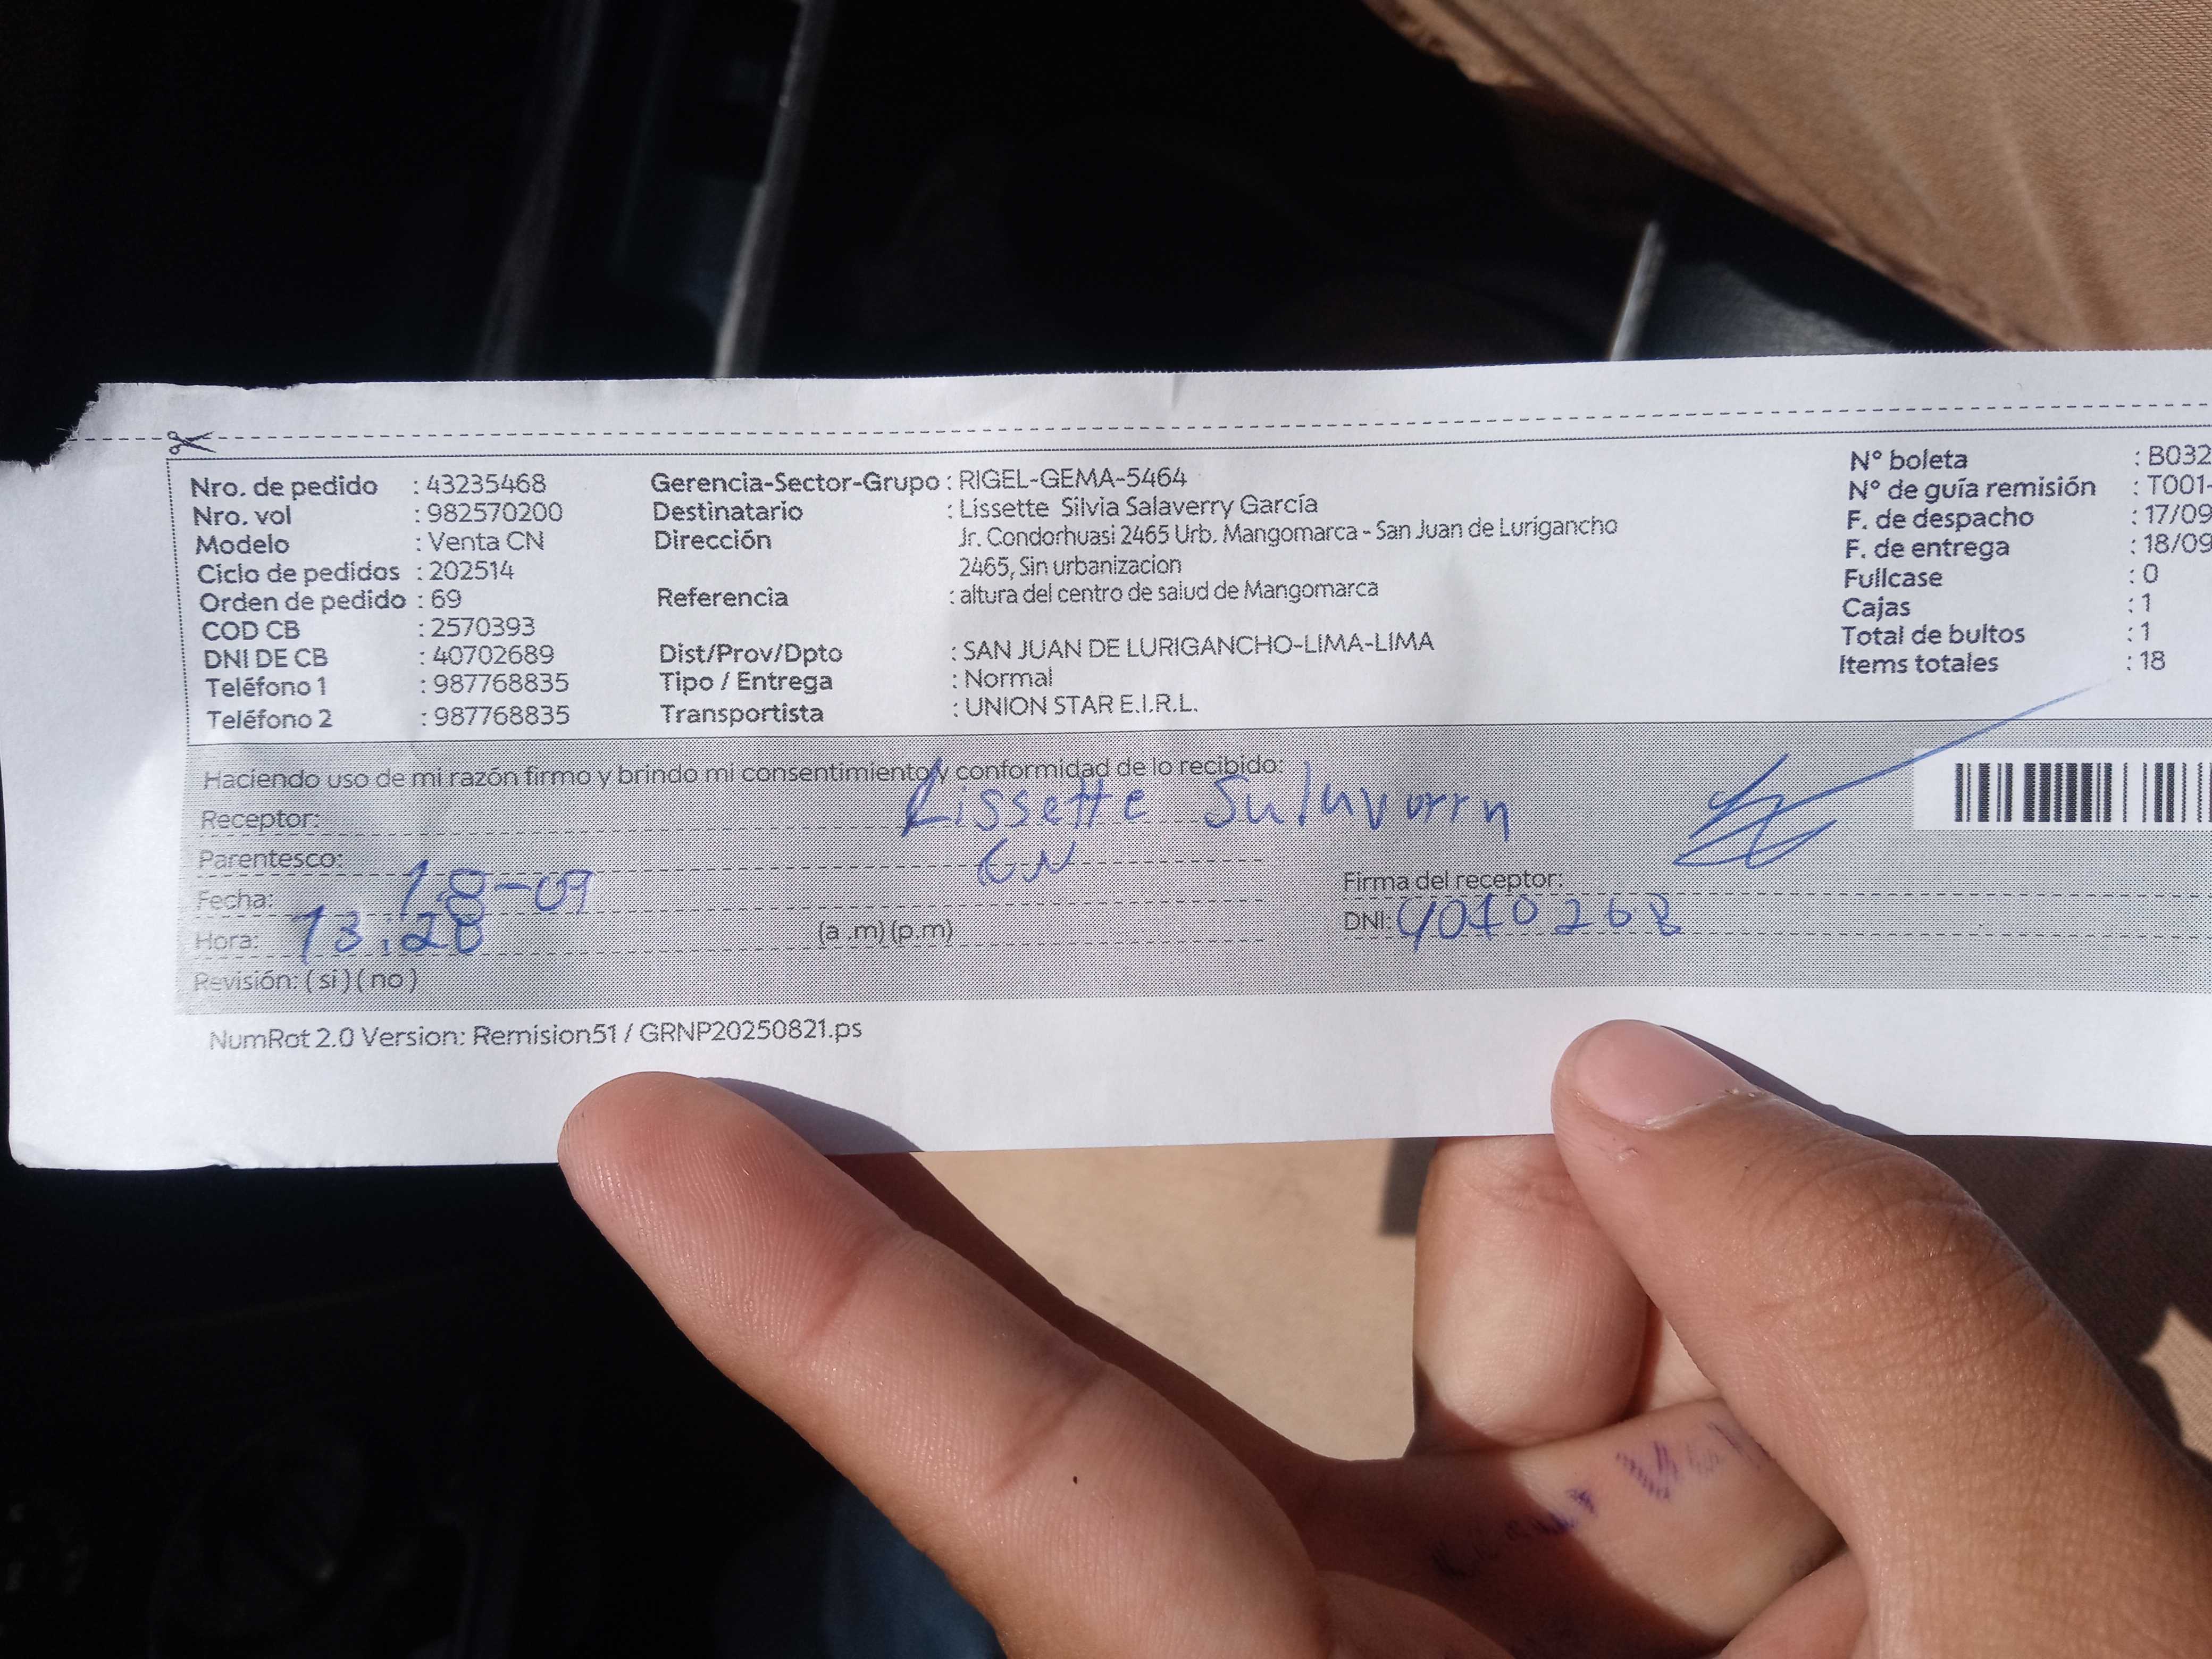 Nro. de pedido : 43235468
Nro. vol : 982570200
Modelo : Venta CN
Ciclo de pedidos : 202514
Orden de pedido : 69
COD CB : 2570393
DNI DE CB : 40702689
Teléfono 1 : 987768835
Teléfono 2 : 987768835
Gerencia-Sector-Grupo : RIGEL-GEMA-5464
Destinatario : Lissette Silvia Salaverry García
Dirección : Jr. Condorhuasi 2465 Urb. Mangomarca - San Juan de Lurigancho
2465, Sin urbanizacion
Referencia : altura del centro de salud de Mangomarca
Dist/Prov/Dpto : SAN JUAN DE LURIGANCHO-LIMA-LIMA
Tipo / Entrega : Normal
Transportista : UNION STAR E.I.R.L.
N° boleta : B032
N° de guía remisión : T001-
F. de despacho : 17/09
F. de entrega : 18/09
Fullcase : 0
Cajas : 1
Total de bultos : 1
Items totales : 18
Haciendo uso de mi razón firmo y brindo mi consentimiento y conformidad de lo recibido:
Receptor: Lissette
Parentesco: CN
Fecha: 18-09
Hora: 13:20 (a .m) (p.m)
Revisión: ( si ) ( no )
Firma del receptor:
DNI:
NumRot 2.0 Version: Remision51 / GRNP20250821.ps